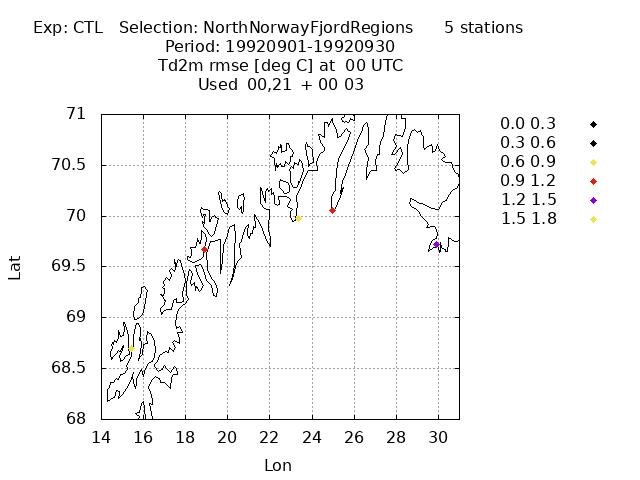 Exp: CTL   Selection: NorthNorwayFjordRegions      5 stations
Period: 19920901-19920930
Td2m rmse [deg C] at  00 UTC
Used  00,21  + 00 03
71
70.5
70
69.5
69
68.5
68
Lat
14 16 18 20 22 24 26 28 30
Lon
0.0 0.3
0.3 0.6
0.6 0.9
0.9 1.2
1.2 1.5
1.5 1.8